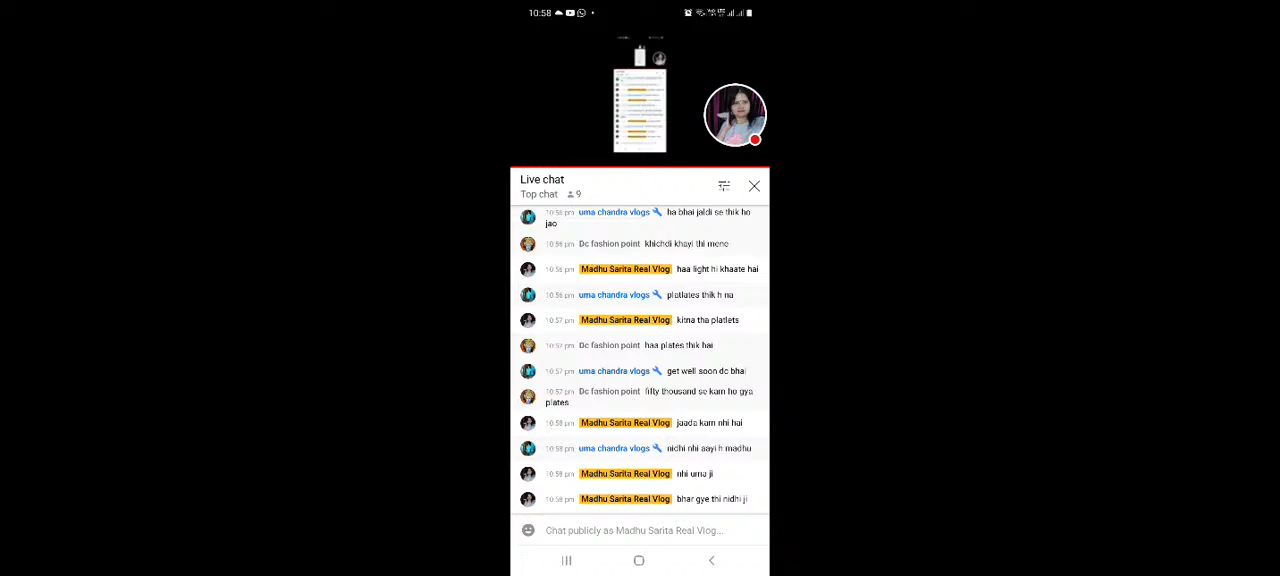 10:58
Live chat
Top chat 9
10:56 pm uma chandra vlogs ha bhai jaldi se thik ho
jao
10:56 pm Dc fashion point khichdi khayi thi mene
10:56 pm Madhu Sarita Real Vlog haa light hi khaate hai
10:56 pm uma chandra vlogs platlates thik h na
10:57 pm Madhu Sarita Real Vlog kitna tha platlets
10:57 pm Dc fashion point haa plates thik hai
10:57 pm uma chandra vlogs get well soon dc bhai
10:57 pm Dc fashion point fifty thousand se kam ho gya
plates
10:58 pm Madhu Sarita Real Vlog jaada kam nhi hai
10:58 pm uma chandra vlogs nidhi nhi aayi h madhu
10:58 pm Madhu Sarita Real Vlog nhi uma ji
10:58 pm Madhu Sarita Real Vlog bhar gye thi nidhi ji
Chat publicly as Madhu Sarita Real Vlog...